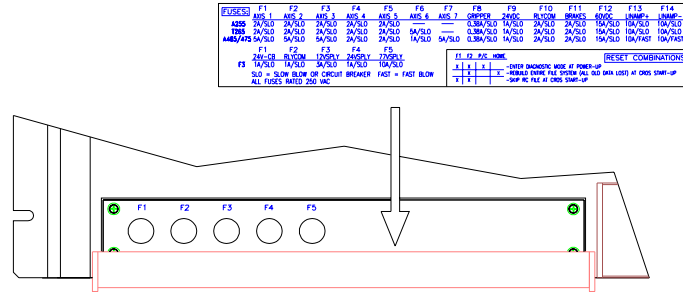 FUSES: F1 F2 F3 F4 F5 F6 F7 F8 F9 F10 F11 F12 F13 F14
AXIS 1 AXIS 2 AXIS 3 AXIS 4 AXIS 5 AXIS 6 AXIS 7 GRIPPER 24VDC RLYCOM BRAKES 60VDC LINAMP+ LINAMP-
A255 2A/SLO 2A/SLO 2A/SLO 2A/SLO 2A/SLO — — 0.38A/SLO 1A/SLO 2A/SLO 2A/SLO 15A/SLO 10A/SLO 10A/SLO
T265 2A/SLO 2A/SLO 2A/SLO 2A/SLO 2A/SLO 5A/SLO — 0.38A/SLO 1A/SLO 2A/SLO 2A/SLO 15A/SLO 10A/SLO 10A/SLO
A465/475 5A/SLO 5A/SLO 5A/SLO 2A/SLO 2A/SLO 1A/SLO 5A/SLO 0.38A/SLO 1A/SLO 2A/SLO 2A/SLO 15A/SLO 10A/FAST 10A/FAST
F1 F2 F3 F4 F5
24V-CB RLYCOM 12VSPLY 24VSPLY 77VSPLY
F3 1A/SLO 1A/SLO 3A/SLO 1A/SLO 10A/SLO
SLO = SLOW BLOW OR CIRCUIT BREAKER FAST = FAST BLOW
ALL FUSES RATED 250 VAC
F1 F2 P/C HOME RESET COMBINATIONS
X X X -ENTER DIAGNOSTIC MODE AT POWER-UP
X X -REBUILD ENTIRE FILE SYSTEM (ALL OLD DATA LOST) AT CROS START-UP
X X -SKIP RC FILE AT CROS START-UP
F1 F2 F3 F4 F5